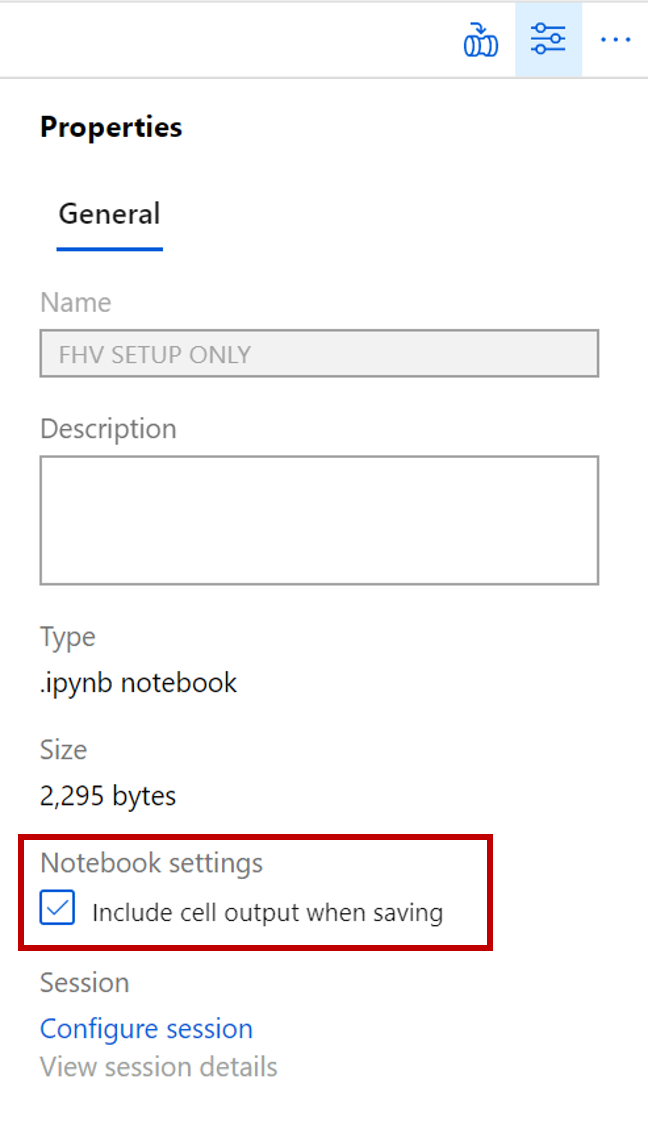 Properties
General
Name
FHV SETUP ONLY
Description
Type
.ipynb notebook
Size
2,295 bytes
Notebook settings
Include cell output when saving
Session
Configure session
View session details